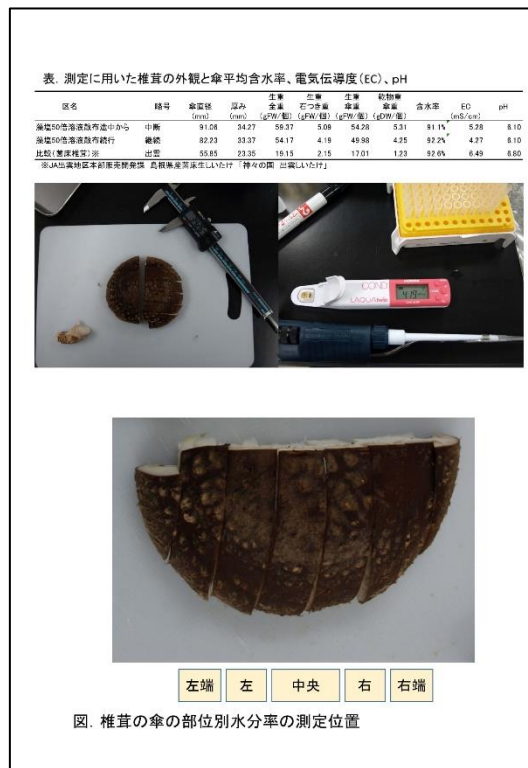 表. 測定に用いた椎茸の外観と傘平均含水率、電気伝導度(EC)、pH
区名 略号 傘直径 (mm) 厚み (mm) 生重 全重 (gFW/個) 生重 石つき重 (gFW/個) 生重 傘重 (gFW/個) 乾物重 傘重 (gDW/個) 含水率 EC (mS/cm) pH
藻塩50倍溶液散布途中から 中断 91.06 34.27 59.37 5.09 54.28 5.31 91.1% 5.28 6.10
藻塩50倍溶液散布続行 継続 82.23 33.37 54.17 4.19 49.98 4.25 92.2% 4.27 6.10
比較(菌床椎茸)※ 出雲 55.85 23.35 19.15 2.15 17.01 1.23 92.6% 6.49 6.80
※JA出雲地区本部販売開発課 島根県産菌床生しいたけ 「神々の国 出雲しいたけ」
COND
LAQUAtwin
左端 左 中央 右 右端
図. 椎茸の傘の部位別水分率の測定位置